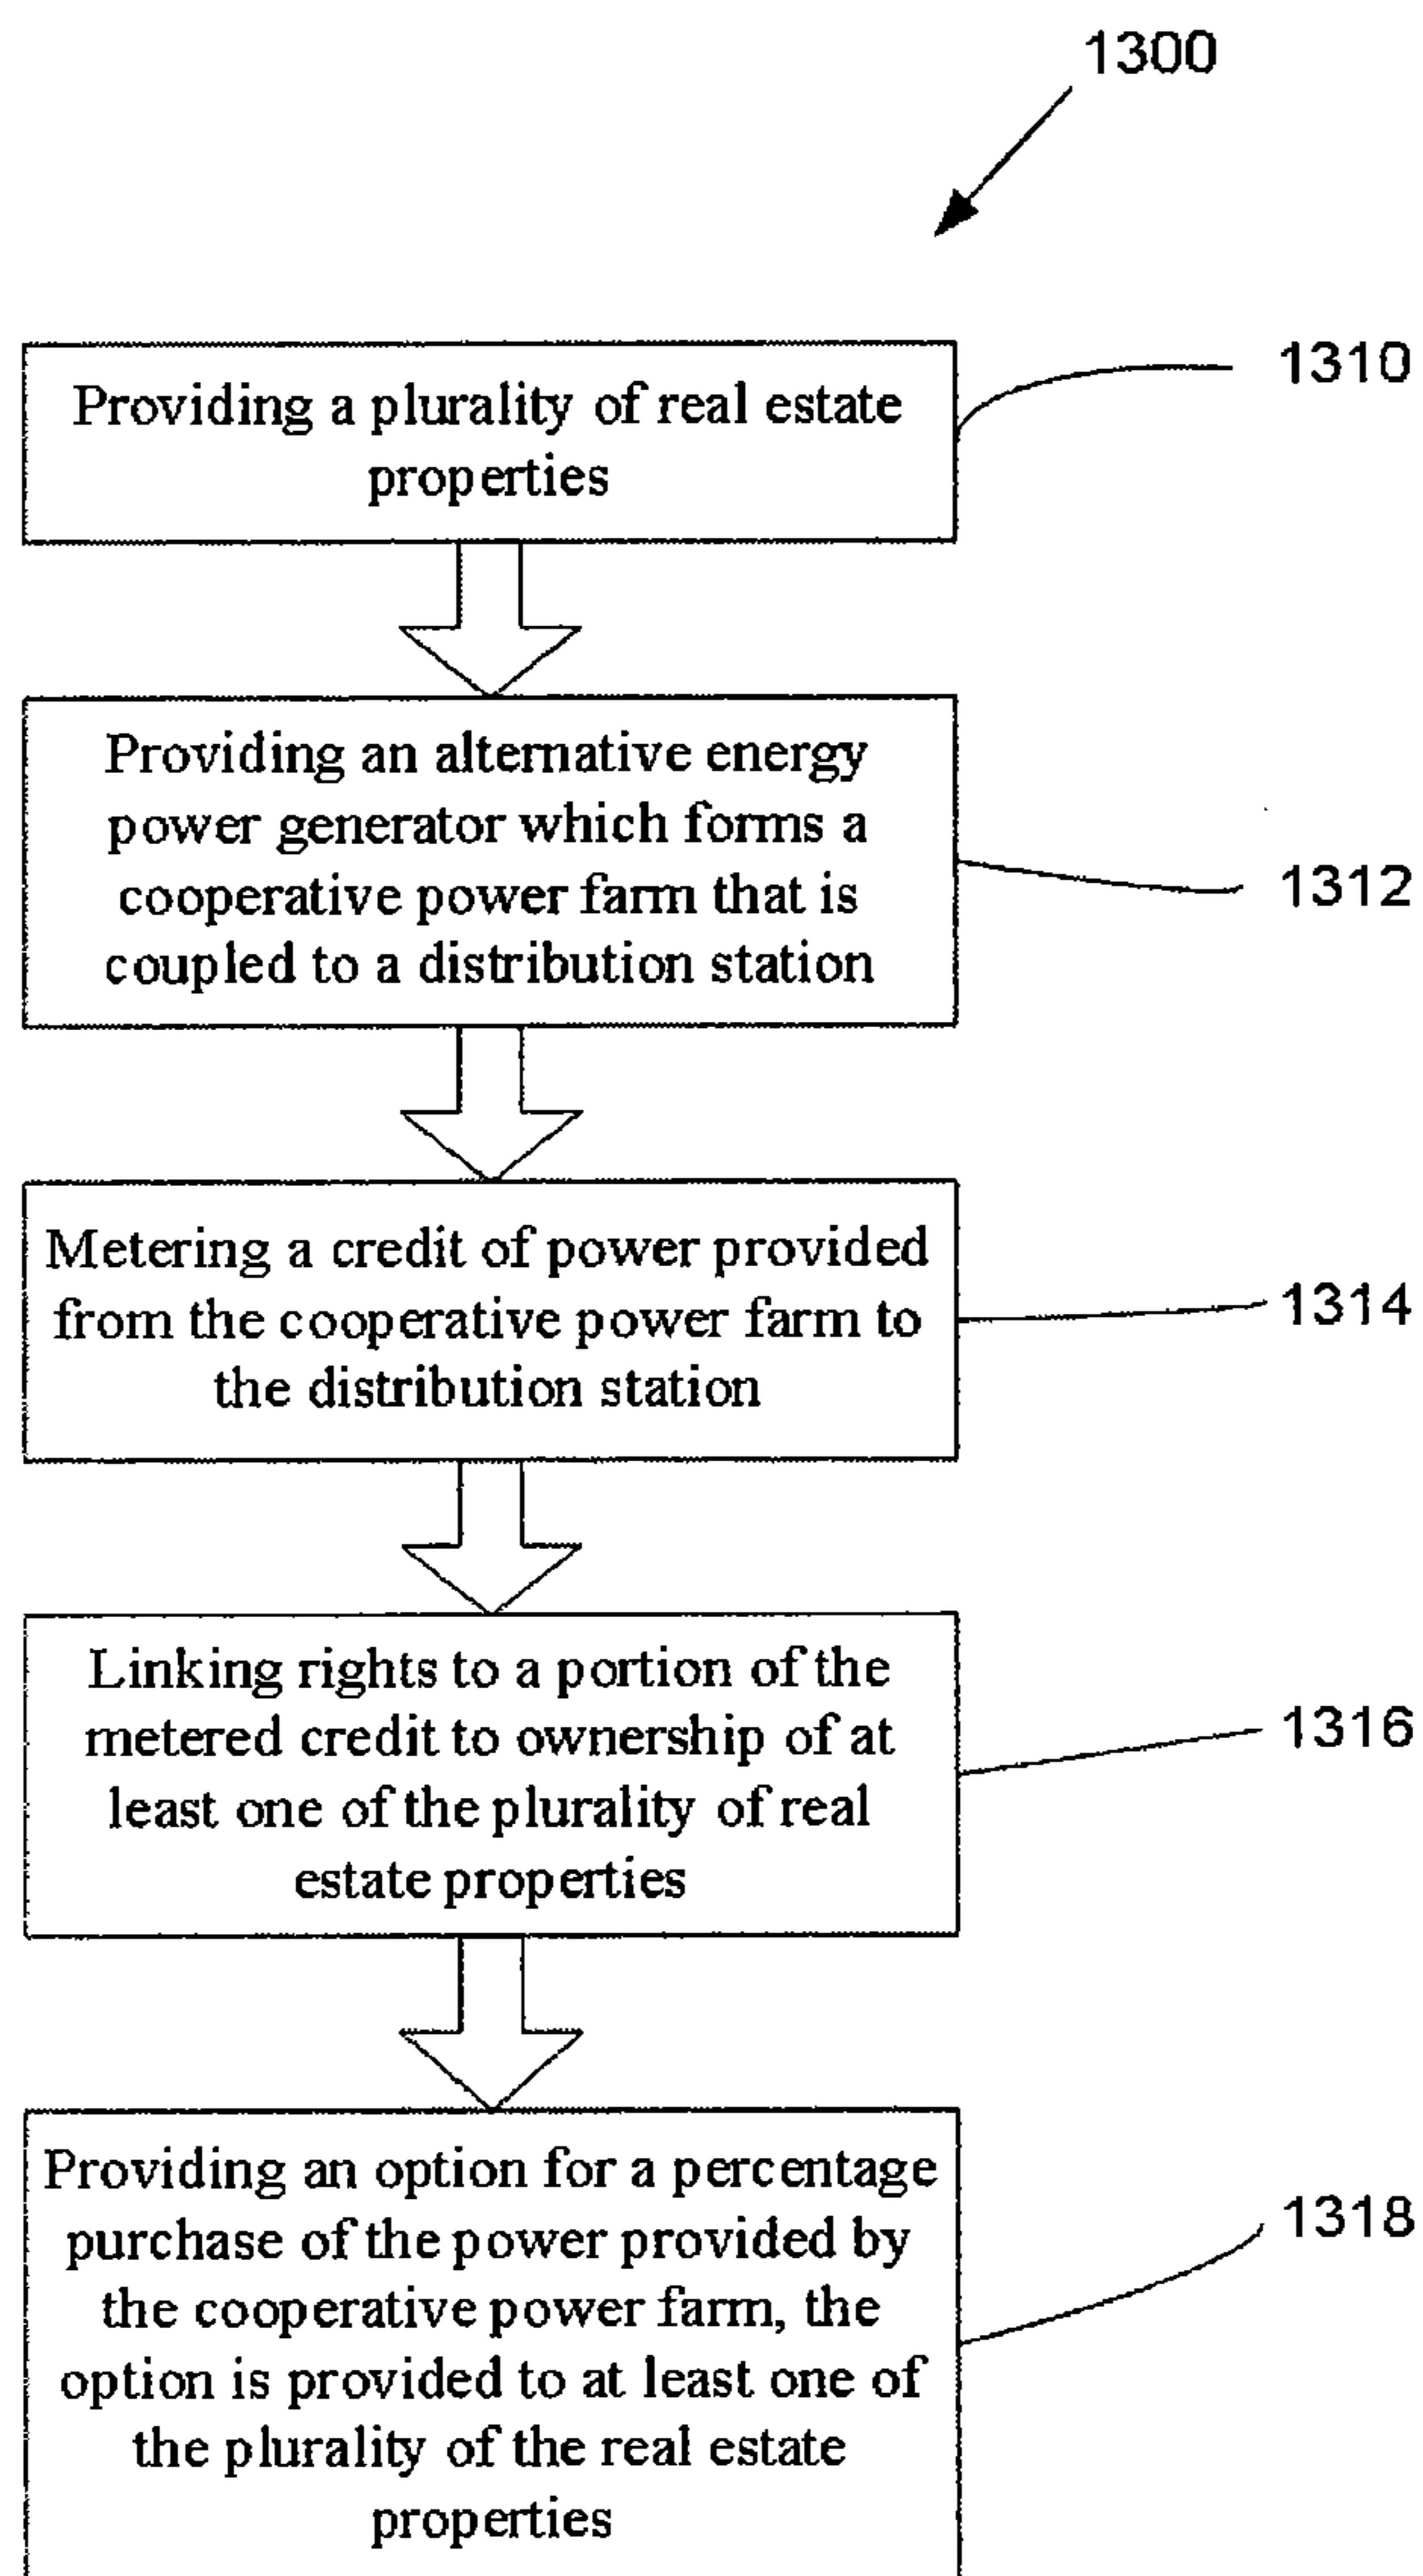 1300
Providing a plurality of real estate
properties
1310
Providing an alternative energy
power generator which forms a
cooperative power farm that is
coupled to a distribution station
1312
Metering a credit of power provided
from the cooperative power farm to
the distribution station
1314
Linking rights to a portion of the
metered credit to ownership of at
least one of the plurality of real
estate properties
1316
Providing an option for a percentage
purchase of the power provided by
the cooperative power farm, the
option is provided to at least one of
the plurality of the real estate
properties
1318